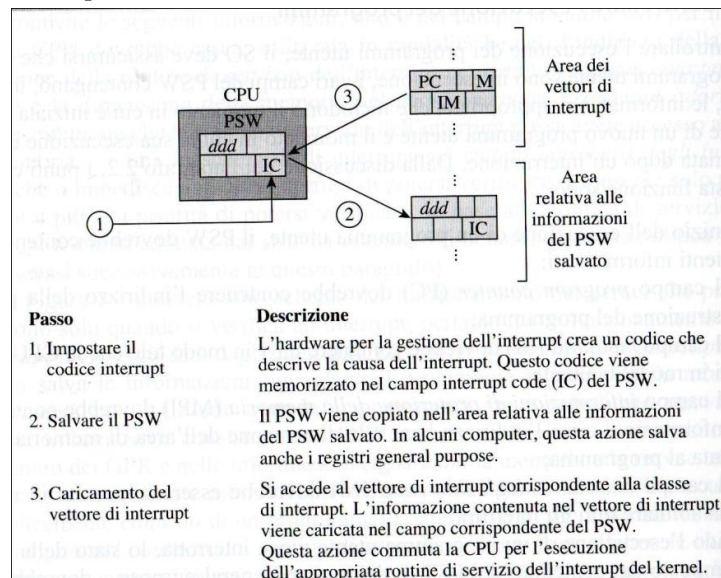 Area dei
vettori di
interrupt
PC M
IM
CPU
PSW
ddd
IC
3
1
2
Area
relativa alle
informazioni
del PSW
salvato
ddd
IC
Passo Descrizione
1. Impostare il
codice interrupt
L'hardware per la gestione dell'interrupt crea un codice che
descrive la causa dell'interrupt. Questo codice viene
memorizzato nel campo interrupt code (IC) del PSW.
2. Salvare il PSW
Il PSW viene copiato nell'area relativa alle informazioni
del PSW salvato. In alcuni computer, questa azione salva
anche i registri general purpose.
3. Caricamento del
vettore di interrupt
Si accede al vettore di interrupt corrispondente alla classe
di interrupt. L'informazione contenuta nel vettore di interrupt
viene caricata nel campo corrispondente del PSW.
Questa azione commuta la CPU per l'esecuzione
dell'appropriata routine di servizio dell'interrupt del kernel.